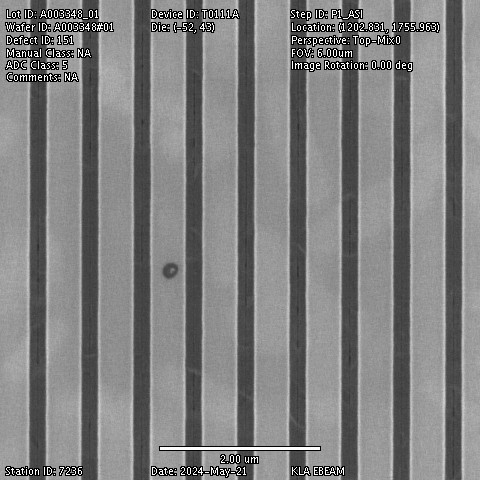 Lot ID: A003348_01
Wafer ID: A003348#01
Defect ID: 151
Manual Class: NA
ADC Class: 5
Comments: NA
Device ID: T0111A
Die: (-52, 43)
Step ID: P1_ASI
Location: (1202.831, 1755.963)
Perspective: Top-Mix0
FOV: 6.00um
Image Rotation: 0.00 deg
2.00 um
Station ID: 7236
Date: 2024-May-21
KLA EBEAM